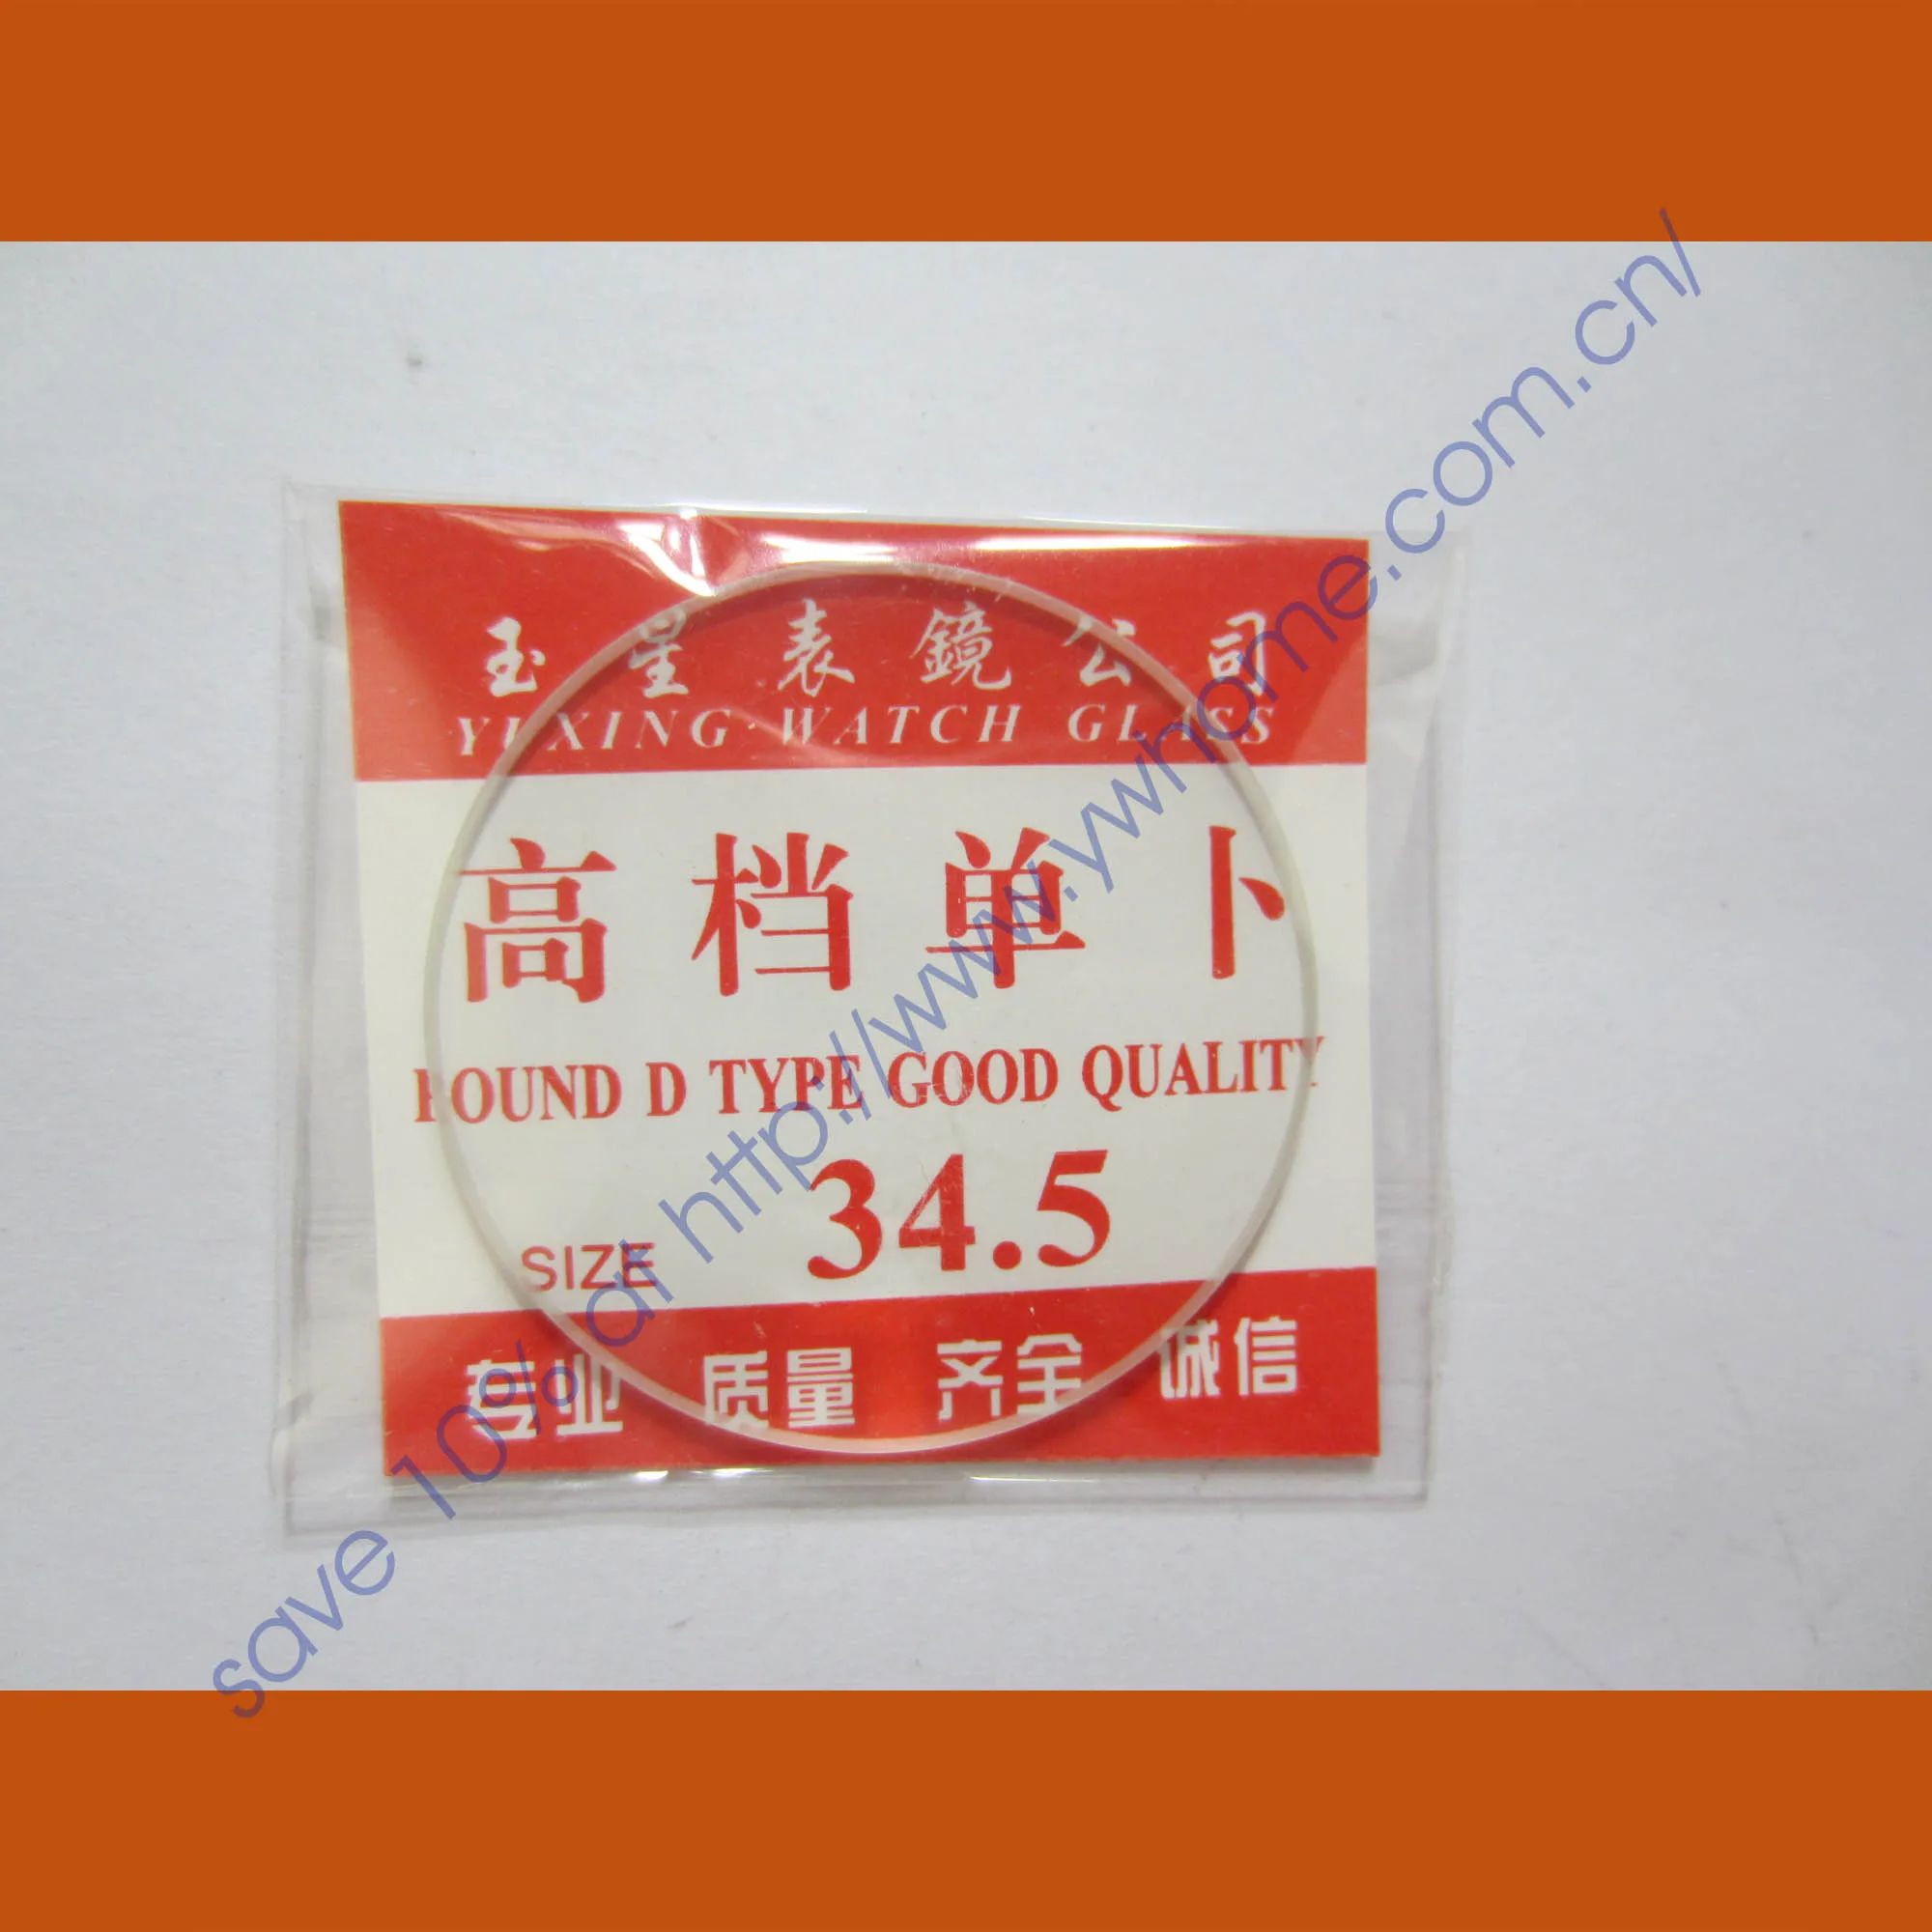 玉星表鏡公司
YUXING WATCH GLASS
高档单卜
ROUND D TYPE GOOD QUALITY
SIZE 34.5
专业 质量 齐全 诚信
save 10% at http://www.ywhome.com.cn/